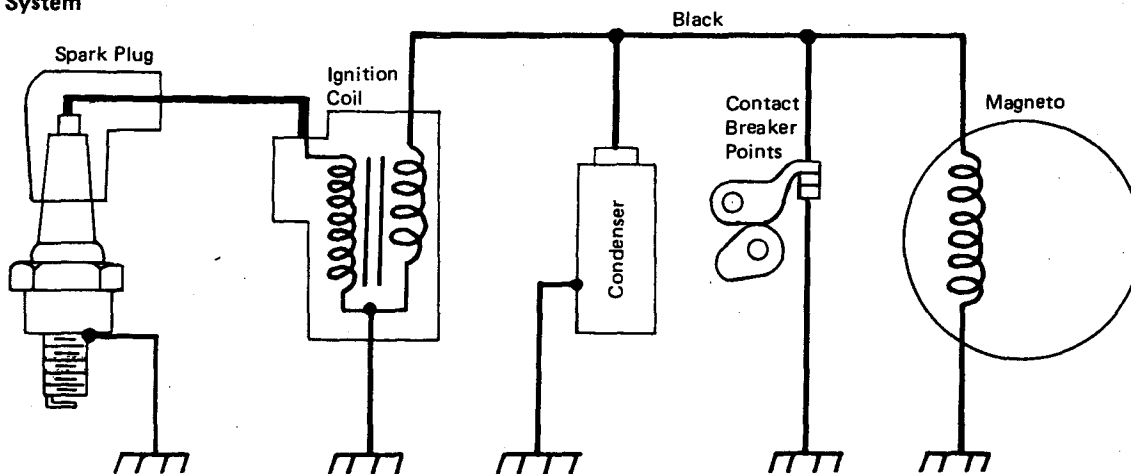 System
Black
Spark Plug
Ignition
Coil
Contact
Breaker
Points
Magneto
Condenser